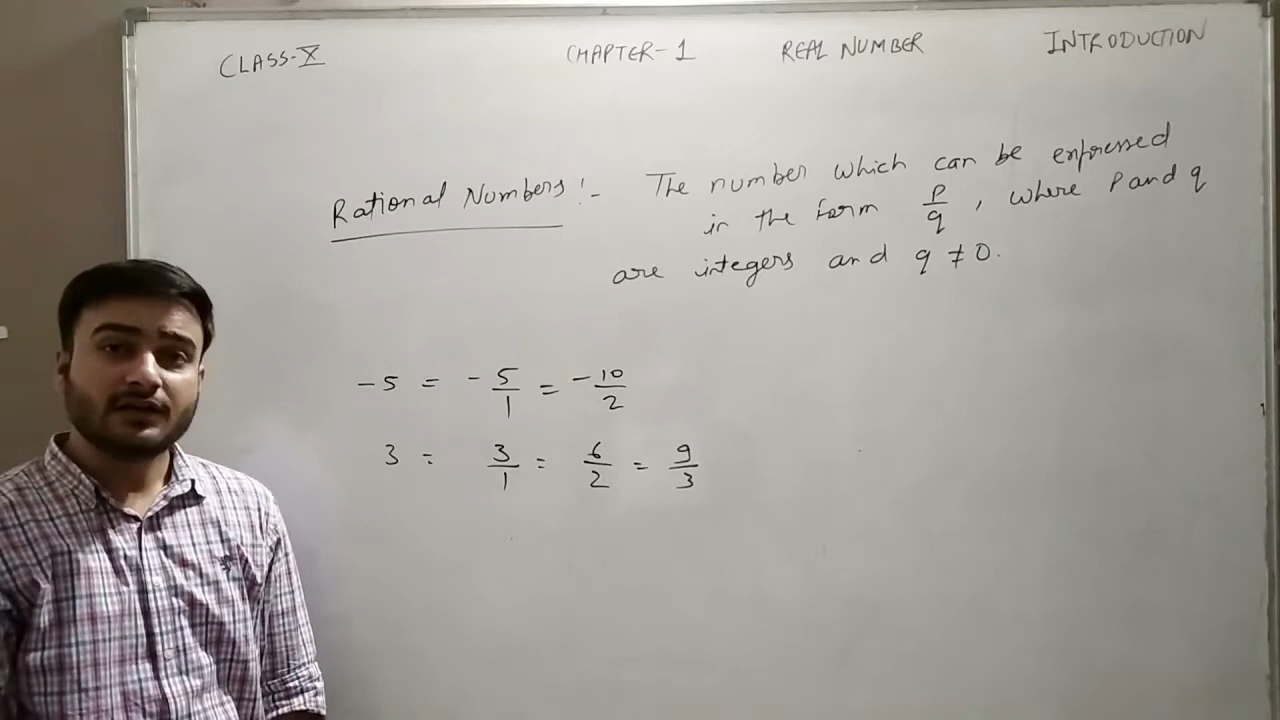 CLASS-X CHAPTER-1 REAL NUMBER INTRODUCTION
Rational Numbers:- The number which can be expressed
in the form p/q, where p and q
are integers and q ≠ 0.
-5 = -5/1 = -10/2
3 = 3/1 = 6/2 = 9/3